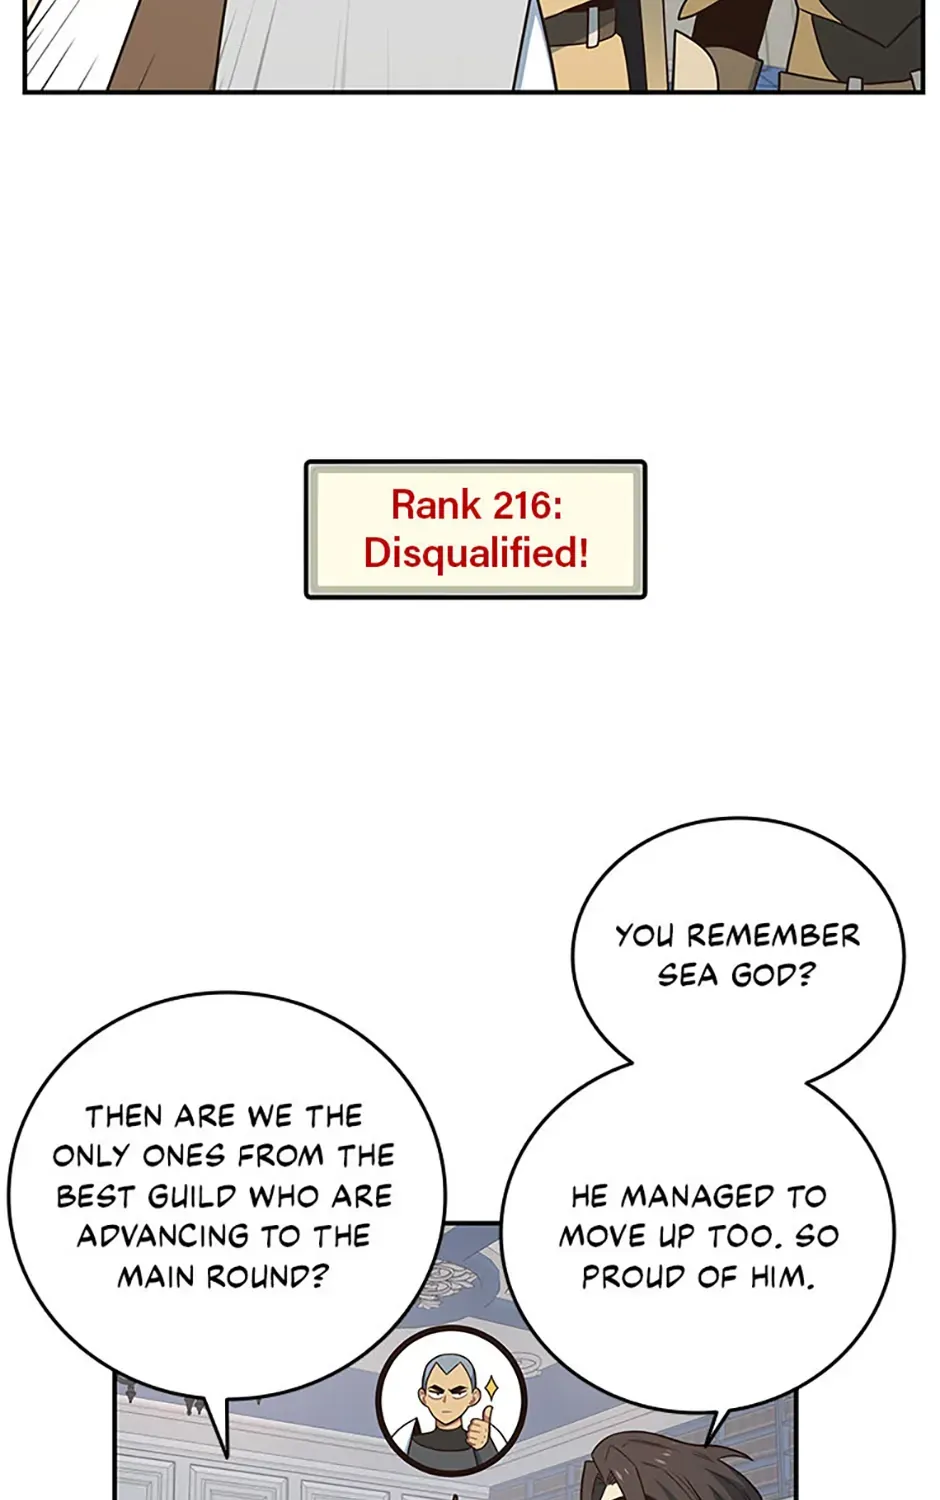 Rank 216:
Disqualified!
YOU REMEMBER
SEA GOD?
THEN ARE WE THE
ONLY ONES FROM THE
BEST GUILD WHO ARE
ADVANCING TO THE
MAIN ROUND?
HE MANAGED TO
MOVE UP TOO. SO
PROUD OF HIM.